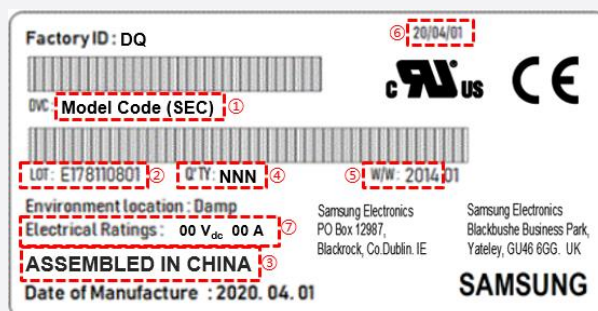 Factory ID : DQ
⑥ 20/04/01
c RU us CE
DVC: Model Code (SEC) ①
LOT: E178110801 ② Q'TY: NNN ④ ⑤ W/W: 2014.01
Environment location : Damp
Electrical Ratings : 00 Vdc 00 A ⑦
ASSEMBLED IN CHINA ③
Date of Manufacture : 2020. 04. 01
Samsung Electronics
PO Box 12987,
Blackrock, Co.Dublin. IE
Samsung Electronics
Blackbushe Business Park,
Yateley, GU46 6GG. UK
SAMSUNG